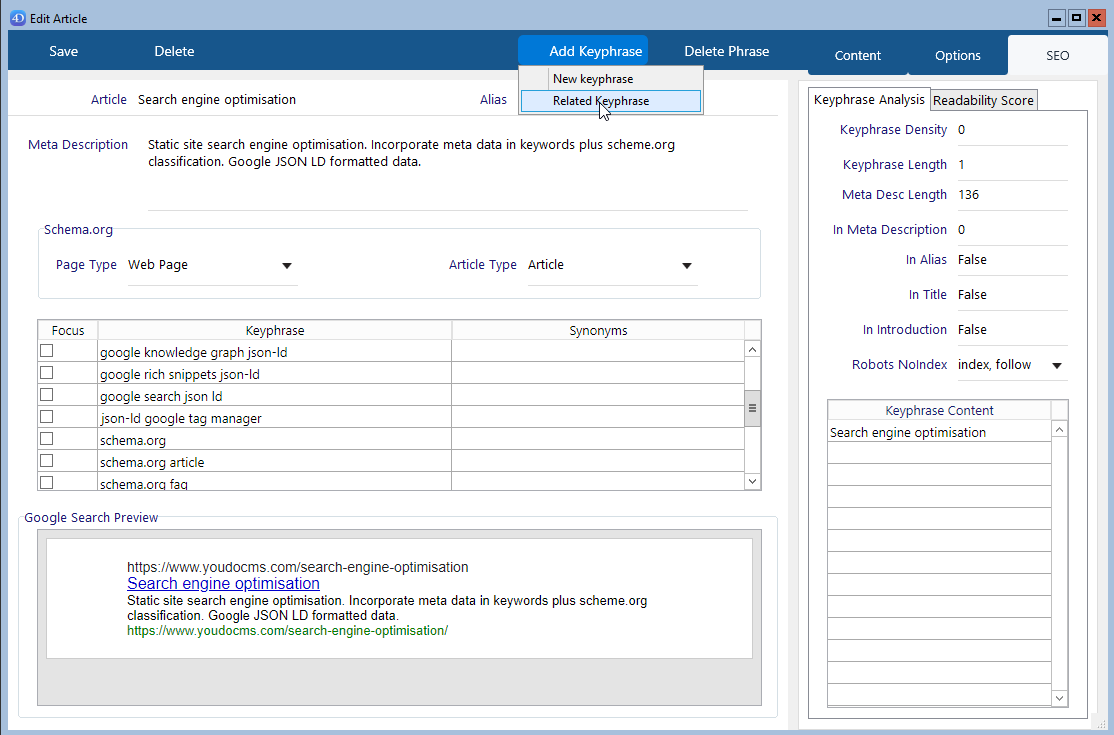 4D Edit Article
Save Delete Add Keyphrase Delete Phrase Content Options SEO
New keyphrase
Related Keyphrase
Article Search engine optimisation Alias
Meta Description Static site search engine optimisation. Incorporate meta data in keywords plus scheme.org
classification. Google JSON LD formatted data.
Schema.org
Page Type Web Page Article Type Article
Focus Keyphrase Synonyms
google knowledge graph json-ld
google rich snippets json-ld
google search json ld
json-ld google tag manager
schema.org
schema.org article
schema.org faq
Google Search Preview
https://www.youdocms.com/search-engine-optimisation
Search engine optimisation
Static site search engine optimisation. Incorporate meta data in keywords plus scheme.org
classification. Google JSON LD formatted data.
https://www.youdocms.com/search-engine-optimisation/
Keyphrase Analysis Readability Score
Keyphrase Density 0
Keyphrase Length 1
Meta Desc Length 136
In Meta Description 0
In Alias False
In Title False
In Introduction False
Robots NoIndex index, follow
Keyphrase Content
Search engine optimisation